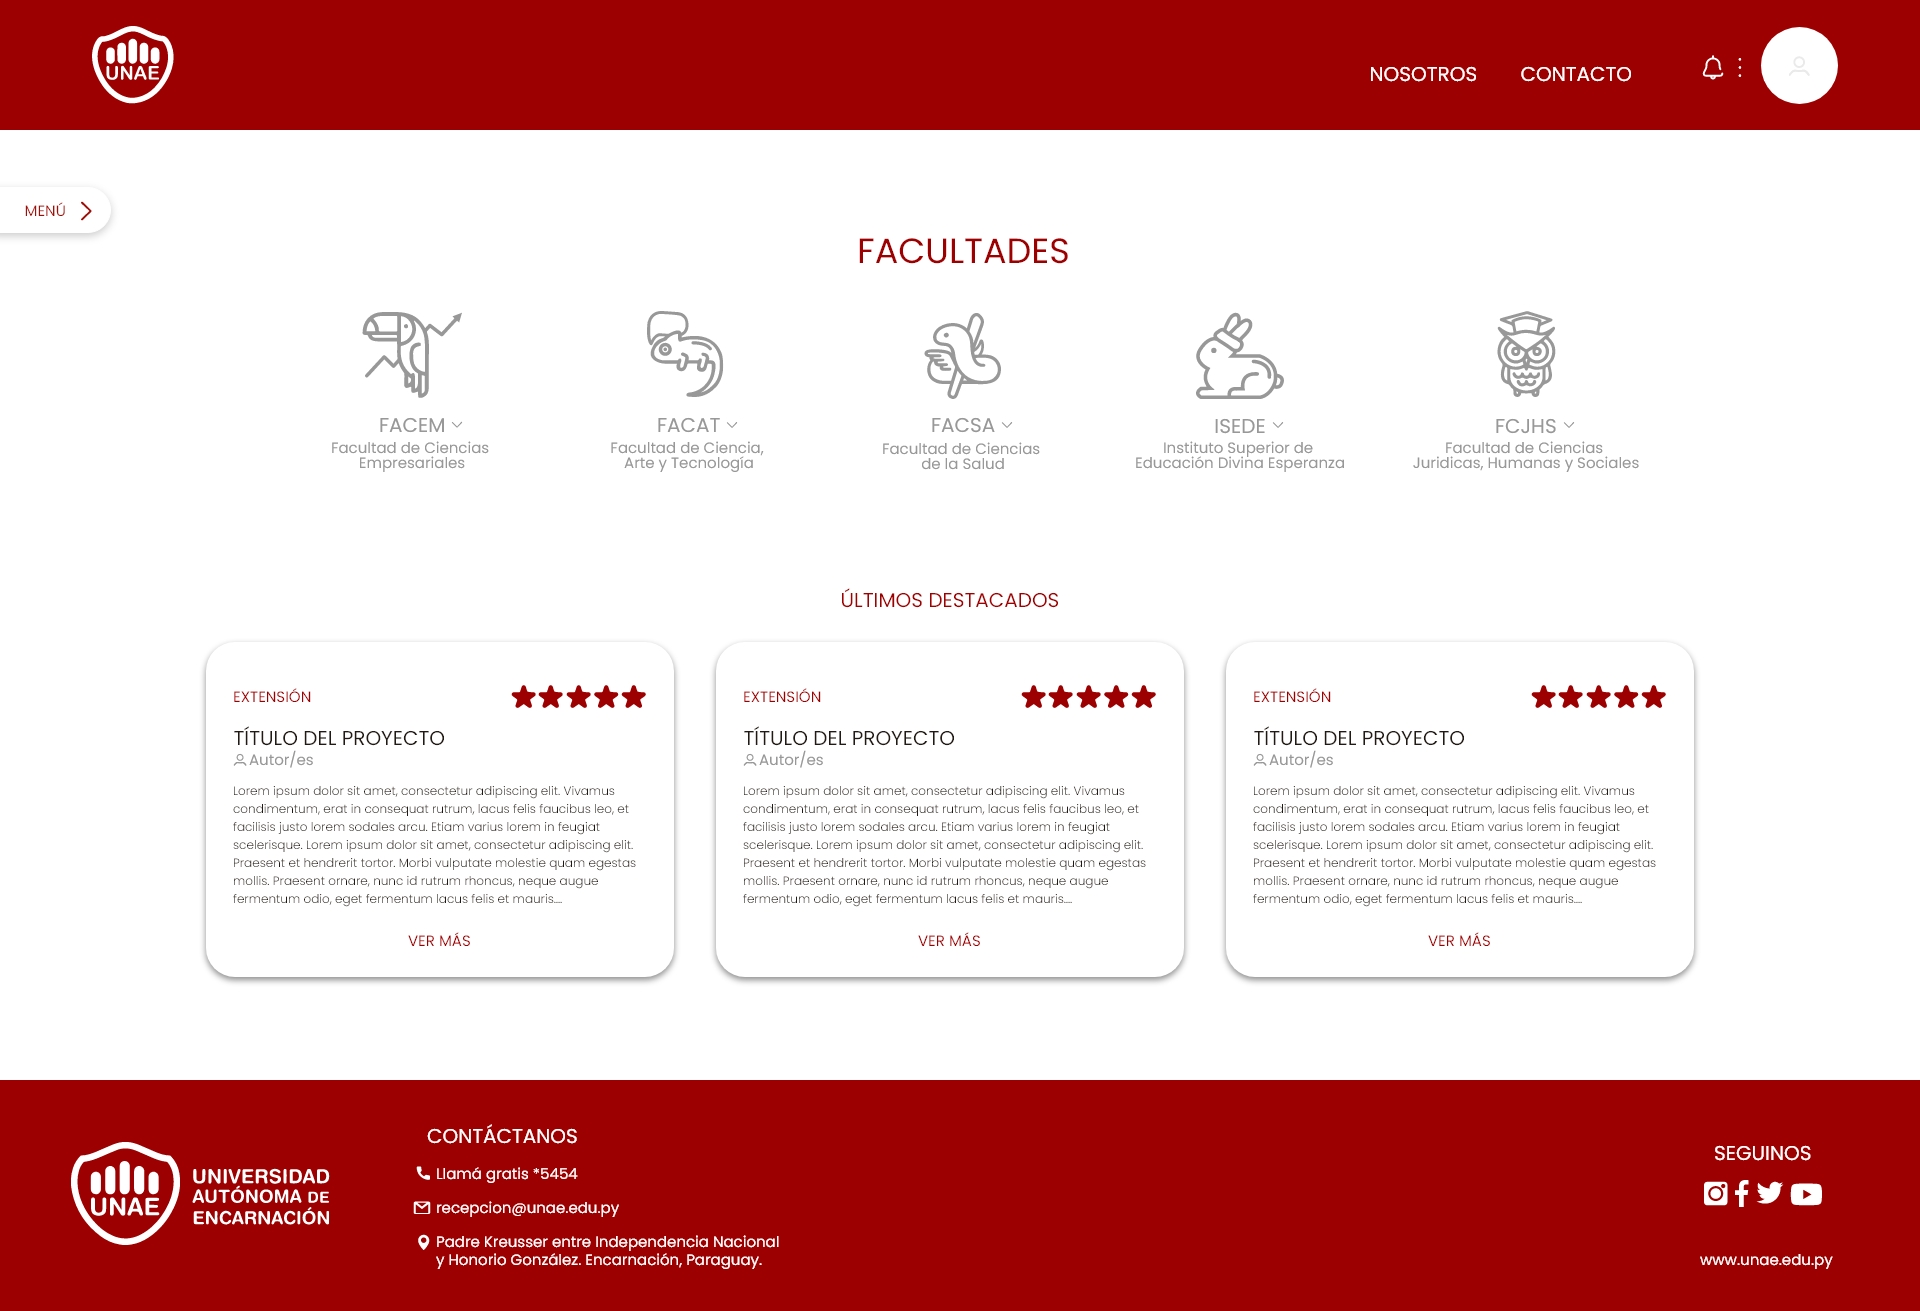 UNAE
NOSOTROS
CONTACTO
MENÚ
FACULTADES
FACEM
Facultad de Ciencias
Empresariales
FACAT
Facultad de Ciencia,
Arte y Tecnología
FACSA
Facultad de Ciencias
de la Salud
ISEDE
Instituto Superior de
Educación Divina Esperanza
FCJHS
Facultad de Ciencias
Juridicas, Humanas y Sociales
ÚLTIMOS DESTACADOS
EXTENSIÓN
TÍTULO DEL PROYECTO
Autor/es
Lorem ipsum dolor sit amet, consectetur adipiscing elit. Vivamus
condimentum, erat in consequat rutrum, lacus felis faucibus leo, et
facilisis justo lorem sodales arcu. Etiam varius lorem in feugiat
scelerisque. Lorem ipsum dolor sit amet, consectetur adipiscing elit.
Praesent et hendrerit tortor. Morbi vulputate molestie quam egestas
mollis. Praesent ornare, nunc id rutrum rhoncus, neque augue
fermentum odio, eget fermentum lacus felis et mauris....
VER MÁS
EXTENSIÓN
TÍTULO DEL PROYECTO
Autor/es
Lorem ipsum dolor sit amet, consectetur adipiscing elit. Vivamus
condimentum, erat in consequat rutrum, lacus felis faucibus leo, et
facilisis justo lorem sodales arcu. Etiam varius lorem in feugiat
scelerisque. Lorem ipsum dolor sit amet, consectetur adipiscing elit.
Praesent et hendrerit tortor. Morbi vulputate molestie quam egestas
mollis. Praesent ornare, nunc id rutrum rhoncus, neque augue
fermentum odio, eget fermentum lacus felis et mauris....
VER MÁS
EXTENSIÓN
TÍTULO DEL PROYECTO
Autor/es
Lorem ipsum dolor sit amet, consectetur adipiscing elit. Vivamus
condimentum, erat in consequat rutrum, lacus felis faucibus leo, et
facilisis justo lorem sodales arcu. Etiam varius lorem in feugiat
scelerisque. Lorem ipsum dolor sit amet, consectetur adipiscing elit.
Praesent et hendrerit tortor. Morbi vulputate molestie quam egestas
mollis. Praesent ornare, nunc id rutrum rhoncus, neque augue
fermentum odio, eget fermentum lacus felis et mauris....
VER MÁS
UNAE
UNIVERSIDAD
AUTÓNOMA DE
ENCARNACIÓN
CONTÁCTANOS
Llamá gratis *5454
recepcion@unae.edu.py
Padre Kreusser entre Independencia Nacional
y Honorio González. Encarnación, Paraguay.
SEGUINOS
www.unae.edu.py